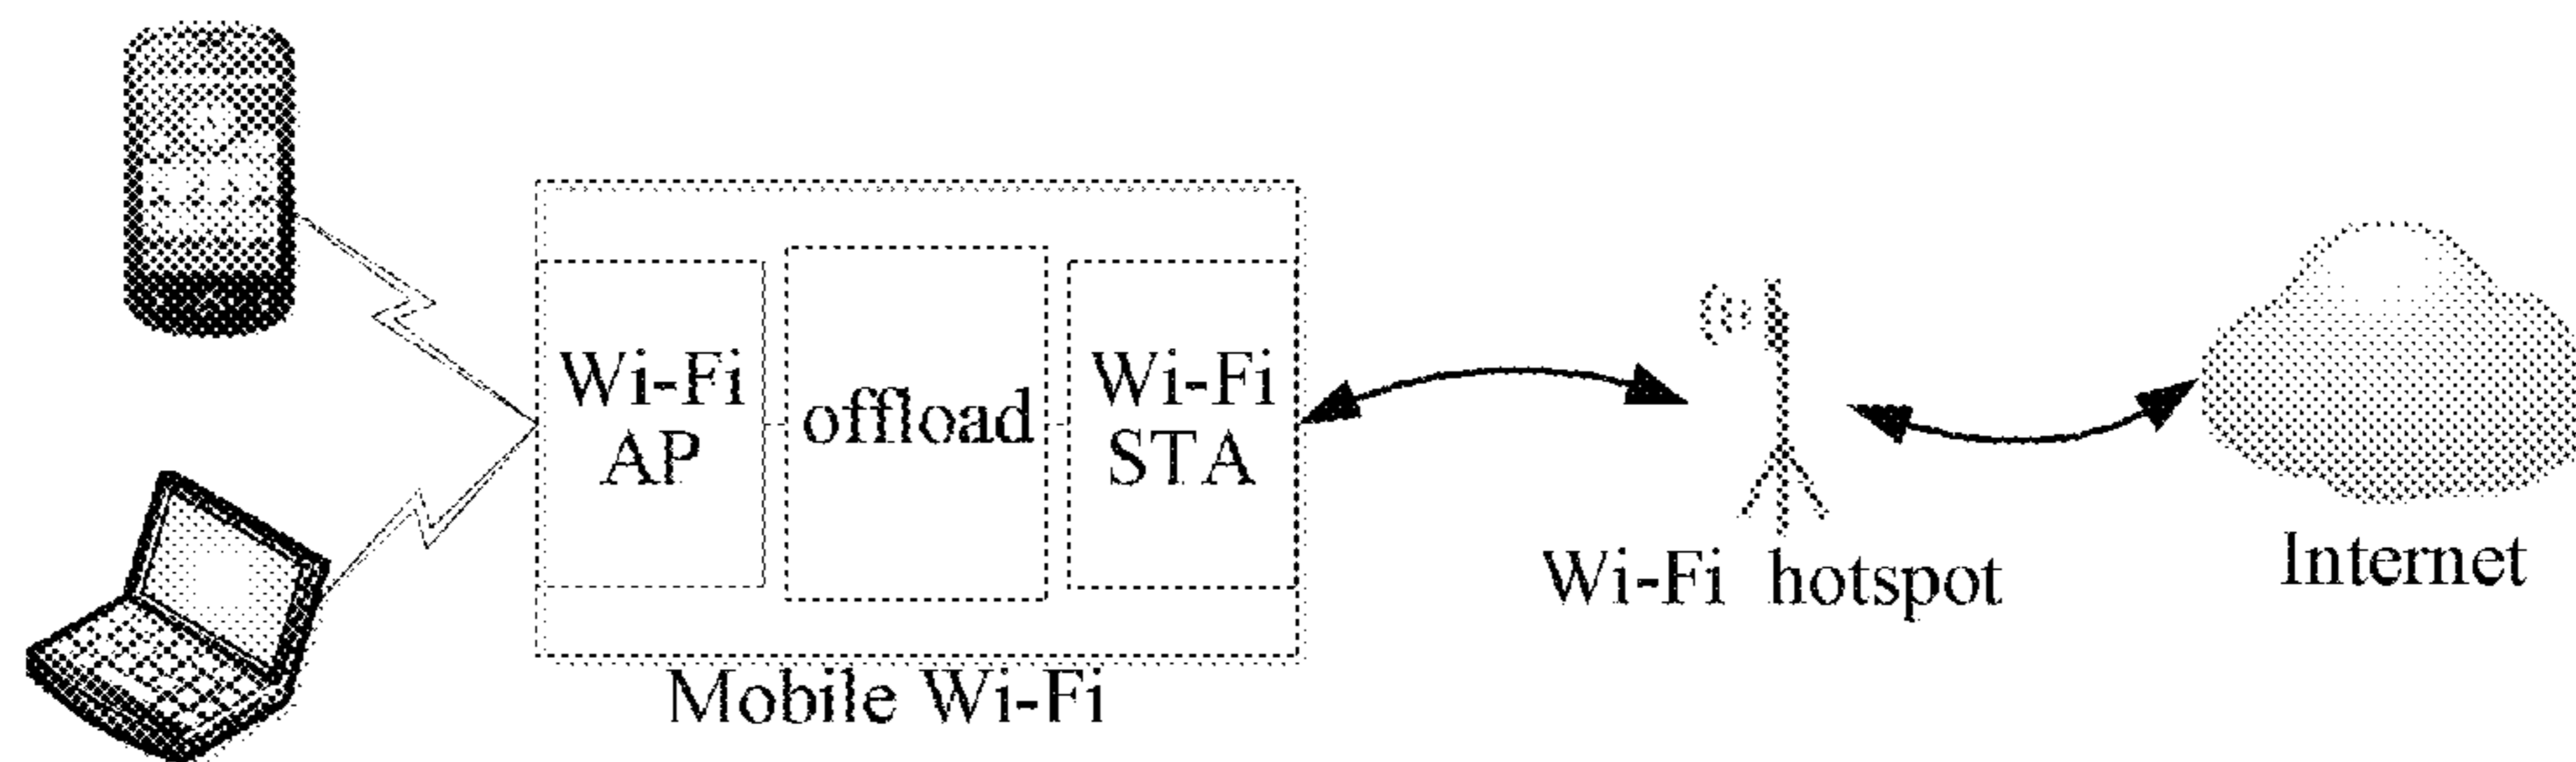 Wi-Fi
AP
offload
Wi-Fi
STA
Mobile Wi-Fi
Wi-Fi hotspot
Internet